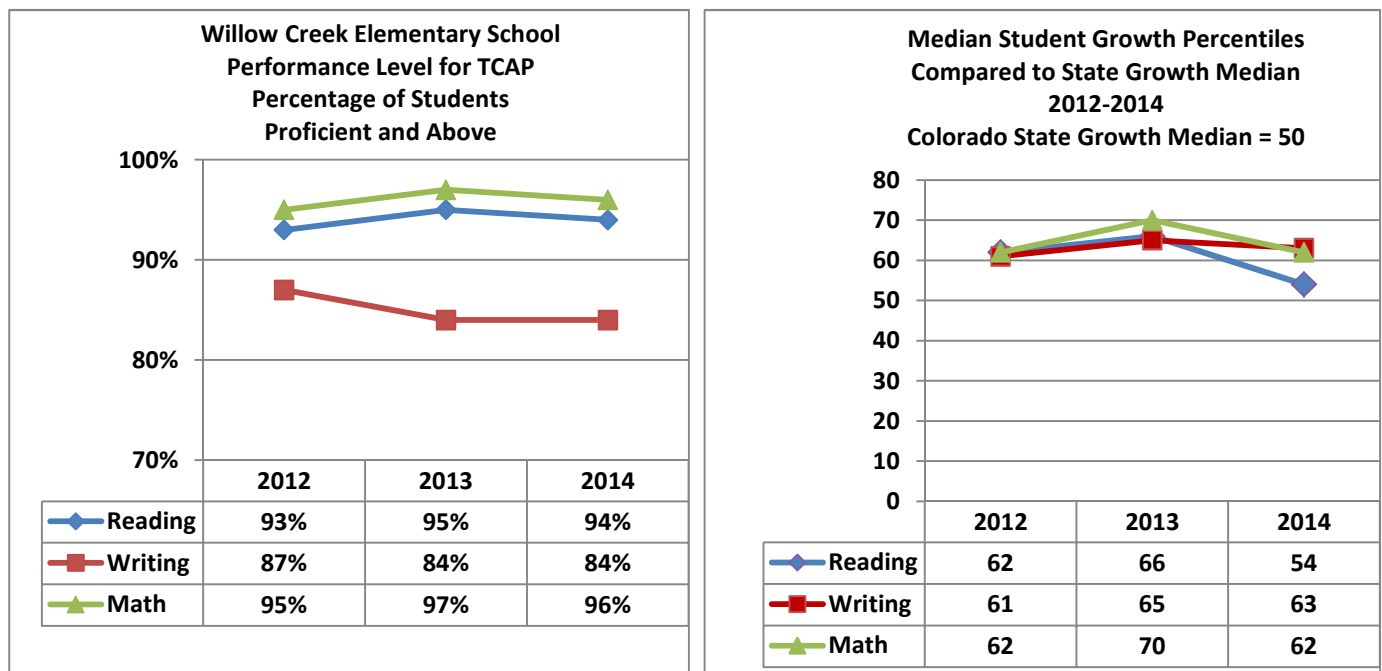 Willow Creek Elementary School
Performance Level for TCAP
Percentage of Students
Proficient and Above
100%
90%
80%
70%
2012 2013 2014
Reading 93% 95% 94%
Writing 87% 84% 84%
Math 95% 97% 96%
Median Student Growth Percentiles
Compared to State Growth Median
2012-2014
Colorado State Growth Median = 50
80
70
60
50
40
30
20
10
0
2012 2013 2014
Reading 62 66 54
Writing 61 65 63
Math 62 70 62